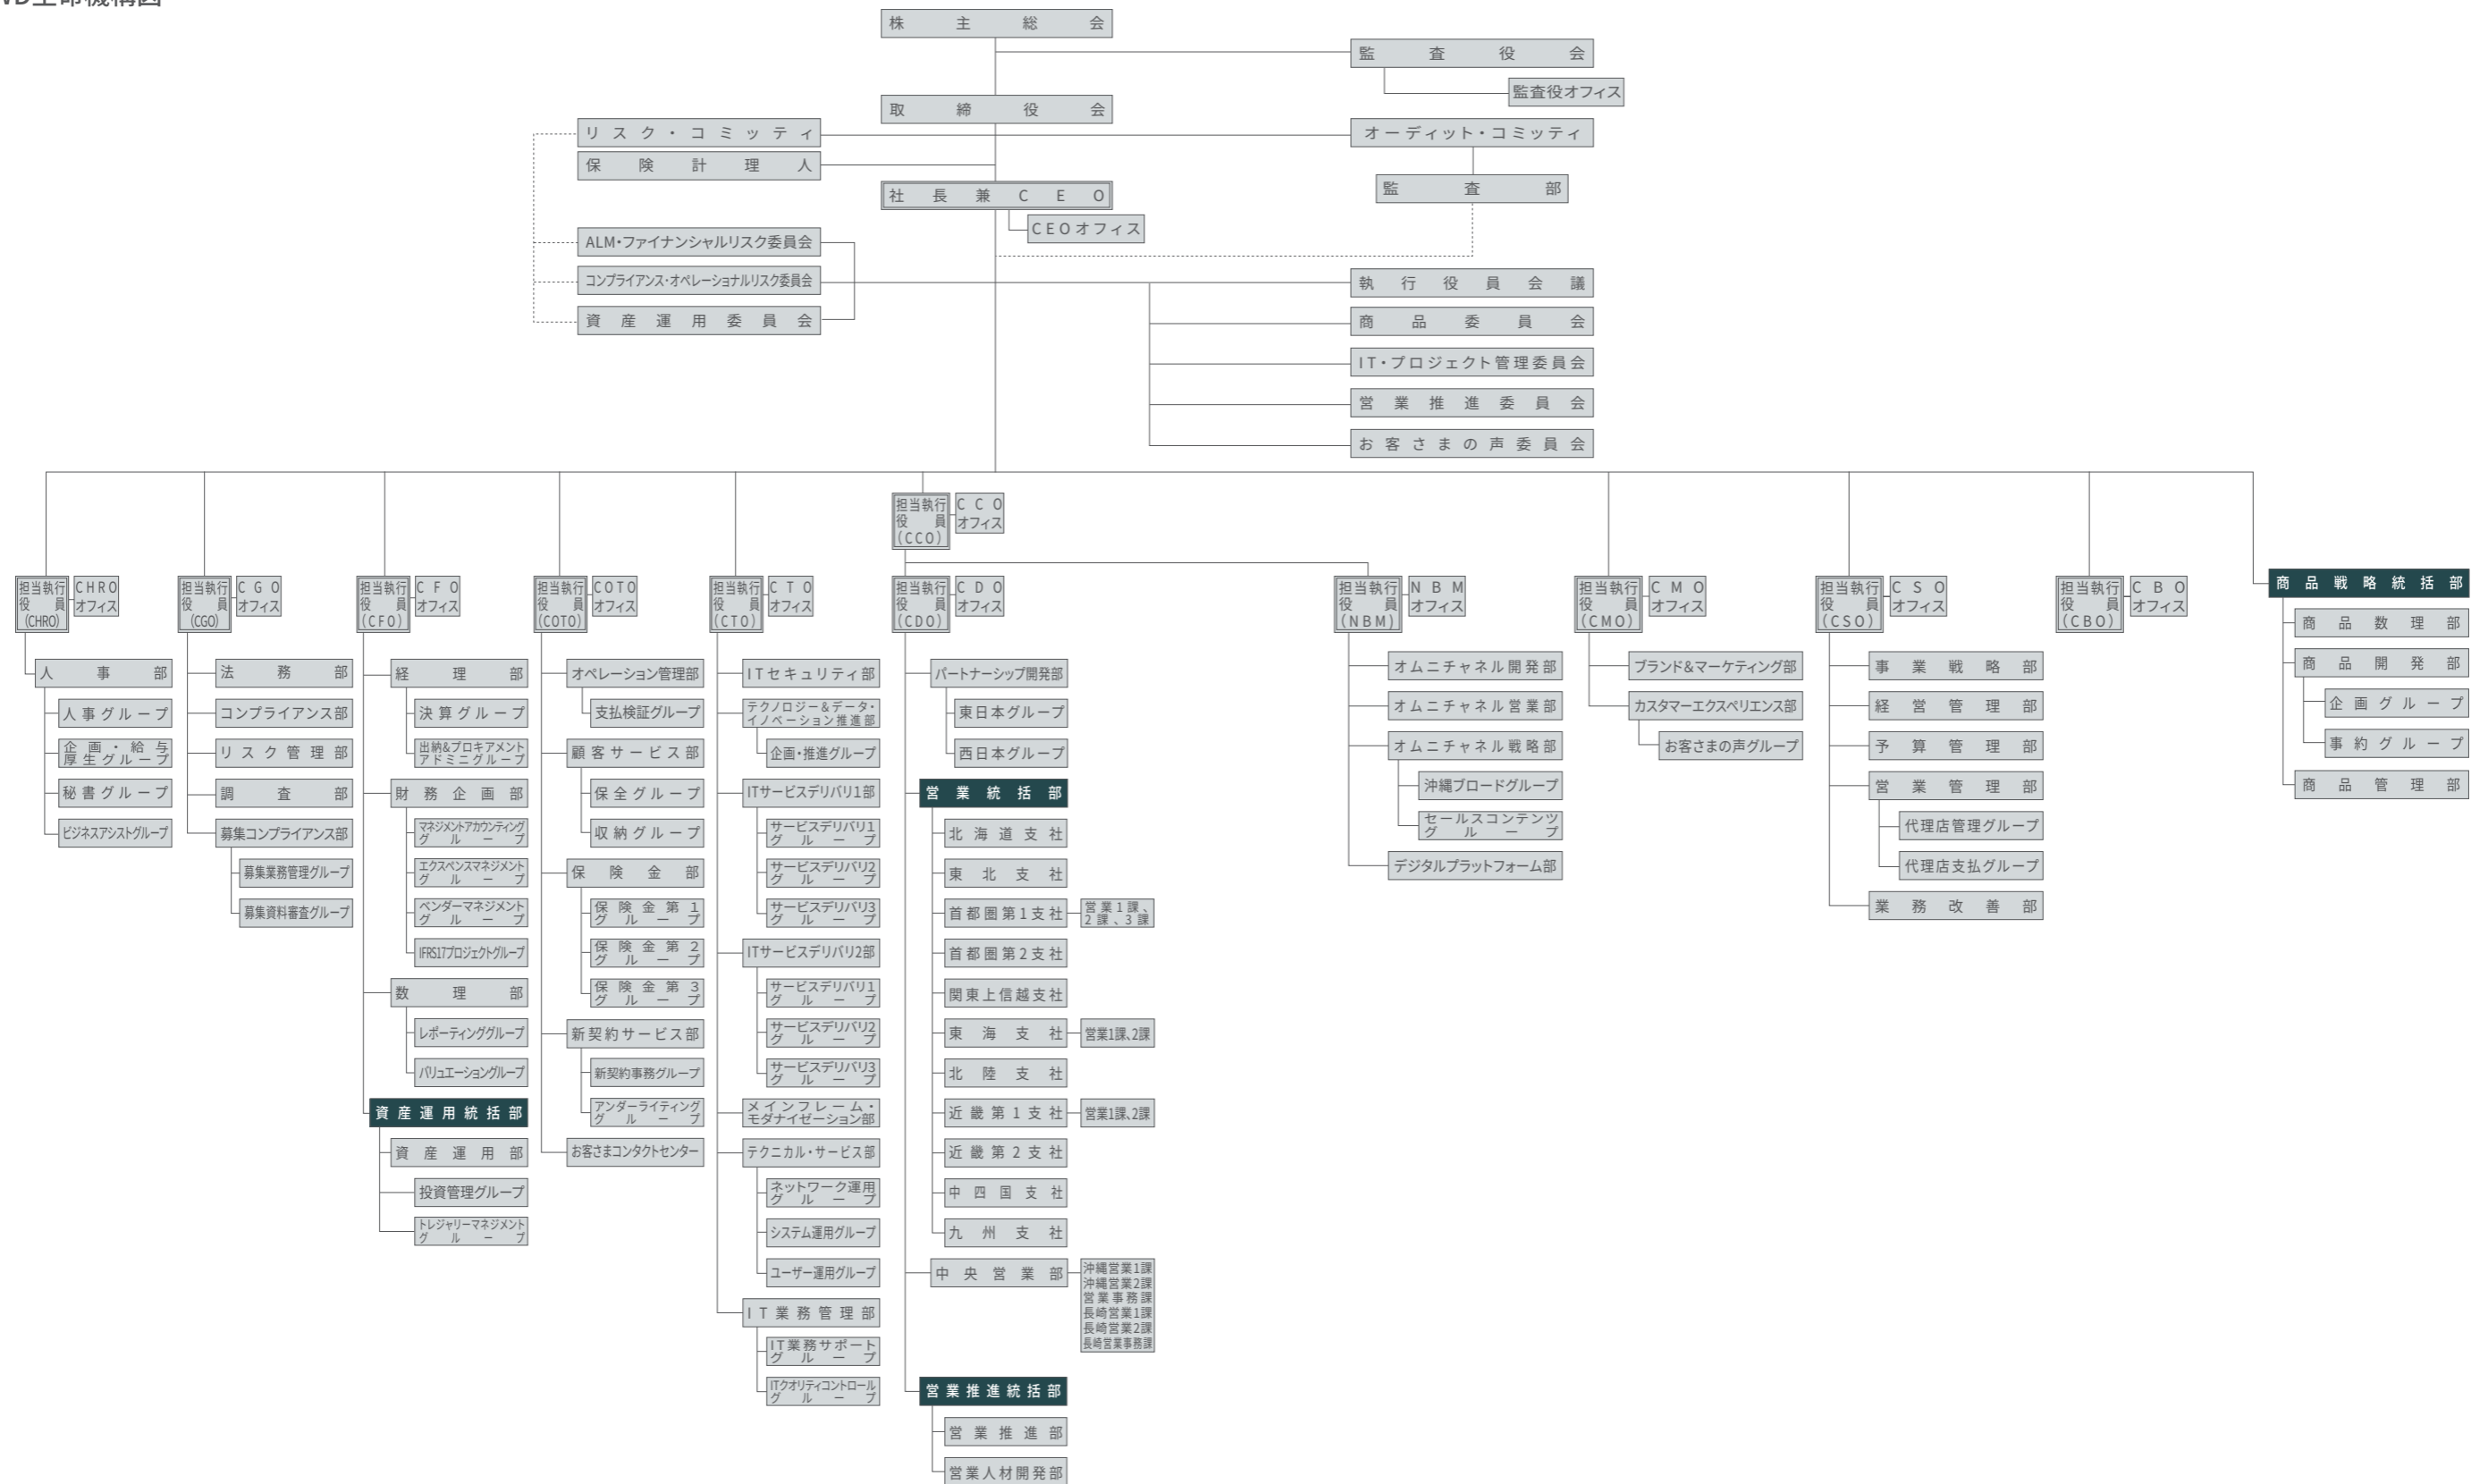 D生命機構図
株主総会
監査役会
監査役オフィス
取締役会
リスク・コミッティ
オーディット・コミッティ
保険計理人
監査部
社長兼CEO
CEOオフィス
ALM・ファイナンシャルリスク委員会
コンプライアンス・オペレーショナルリスク委員会
資産運用委員会
執行役員会議
商品委員会
IT・プロジェクト管理委員会
営業推進委員会
お客さまの声委員会
担当執行
役員
(CHRO)
CHRO
オフィス
人事部
人事グループ
企画・給与
厚生グループ
秘書グループ
ビジネスアシストグループ
担当執行
役員
(CGO)
CGO
オフィス
法務部
コンプライアンス部
リスク管理部
調査部
募集コンプライアンス部
募集業務管理グループ
募集資料審査グループ
担当執行
役員
(CFO)
CFO
オフィス
経理部
決算グループ
出納&プロキアメント
アドミニグループ
財務企画部
マネジメントアカウンティング
グループ
エクスペンスマネジメント
グループ
ベンダーマネジメント
グループ
IFRS17プロジェクトグループ
数理部
レポーティンググループ
バリュエーショングループ
資産運用統括部
資産運用部
投資管理グループ
トレジャリーマネジメント
グループ
担当執行
役員
(COTO)
COTO
オフィス
オペレーション管理部
支払検証グループ
顧客サービス部
保全グループ
収納グループ
保険金部
保険金第1
グループ
保険金第2
グループ
保険金第3
グループ
新契約サービス部
新契約事務グループ
アンダーライティング
グループ
お客さまコンタクトセンター
担当執行
役員
(CTO)
CTO
オフィス
ITセキュリティ部
テクノロジー&データ・
イノベーション推進部
企画・推進グループ
ITサービスデリバリ1部
サービスデリバリ1
グループ
サービスデリバリ2
グループ
サービスデリバリ3
グループ
ITサービスデリバリ2部
サービスデリバリ1
グループ
サービスデリバリ2
グループ
サービスデリバリ3
グループ
メインフレーム・
モダナイゼーション部
テクニカル・サービス部
ネットワーク運用
グループ
システム運用グループ
ユーザー運用グループ
IT業務管理部
IT業務サポート
グループ
ITクオリティコントロール
グループ
担当執行
役員
(CCO)
CCO
オフィス
担当執行
役員
(CDO)
CDO
オフィス
パートナーシップ開発部
東日本グループ
西日本グループ
営業統括部
北海道支社
東北支社
首都圏第1支社
営業1課、
2課、3課
首都圏第2支社
関東上信越支社
東海支社
営業1課、2課
北陸支社
近畿第1支社
営業1課、2課
近畿第2支社
中四国支社
九州支社
中央営業部
沖縄営業1課
沖縄営業2課
営業事務課
長崎営業1課
長崎営業2課
長崎営業事務課
営業推進統括部
営業推進部
営業人材開発部
担当執行
役員
(NBM)
NBM
オフィス
オムニチャネル開発部
オムニチャネル営業部
オムニチャネル戦略部
沖縄ブロードグループ
セールスコンテンツ
グループ
デジタルプラットフォーム部
担当執行
役員
(CMO)
CMO
オフィス
ブランド&マーケティング部
カスタマーエクスペリエンス部
お客さまの声グループ
担当執行
役員
(CSO)
CSO
オフィス
事業戦略部
経営管理部
予算管理部
営業管理部
代理店管理グループ
代理店支払グループ
業務改善部
担当執行
役員
(CBO)
CBO
オフィス
商品戦略統括部
商品数理部
商品開発部
企画グループ
事約グループ
商品管理部